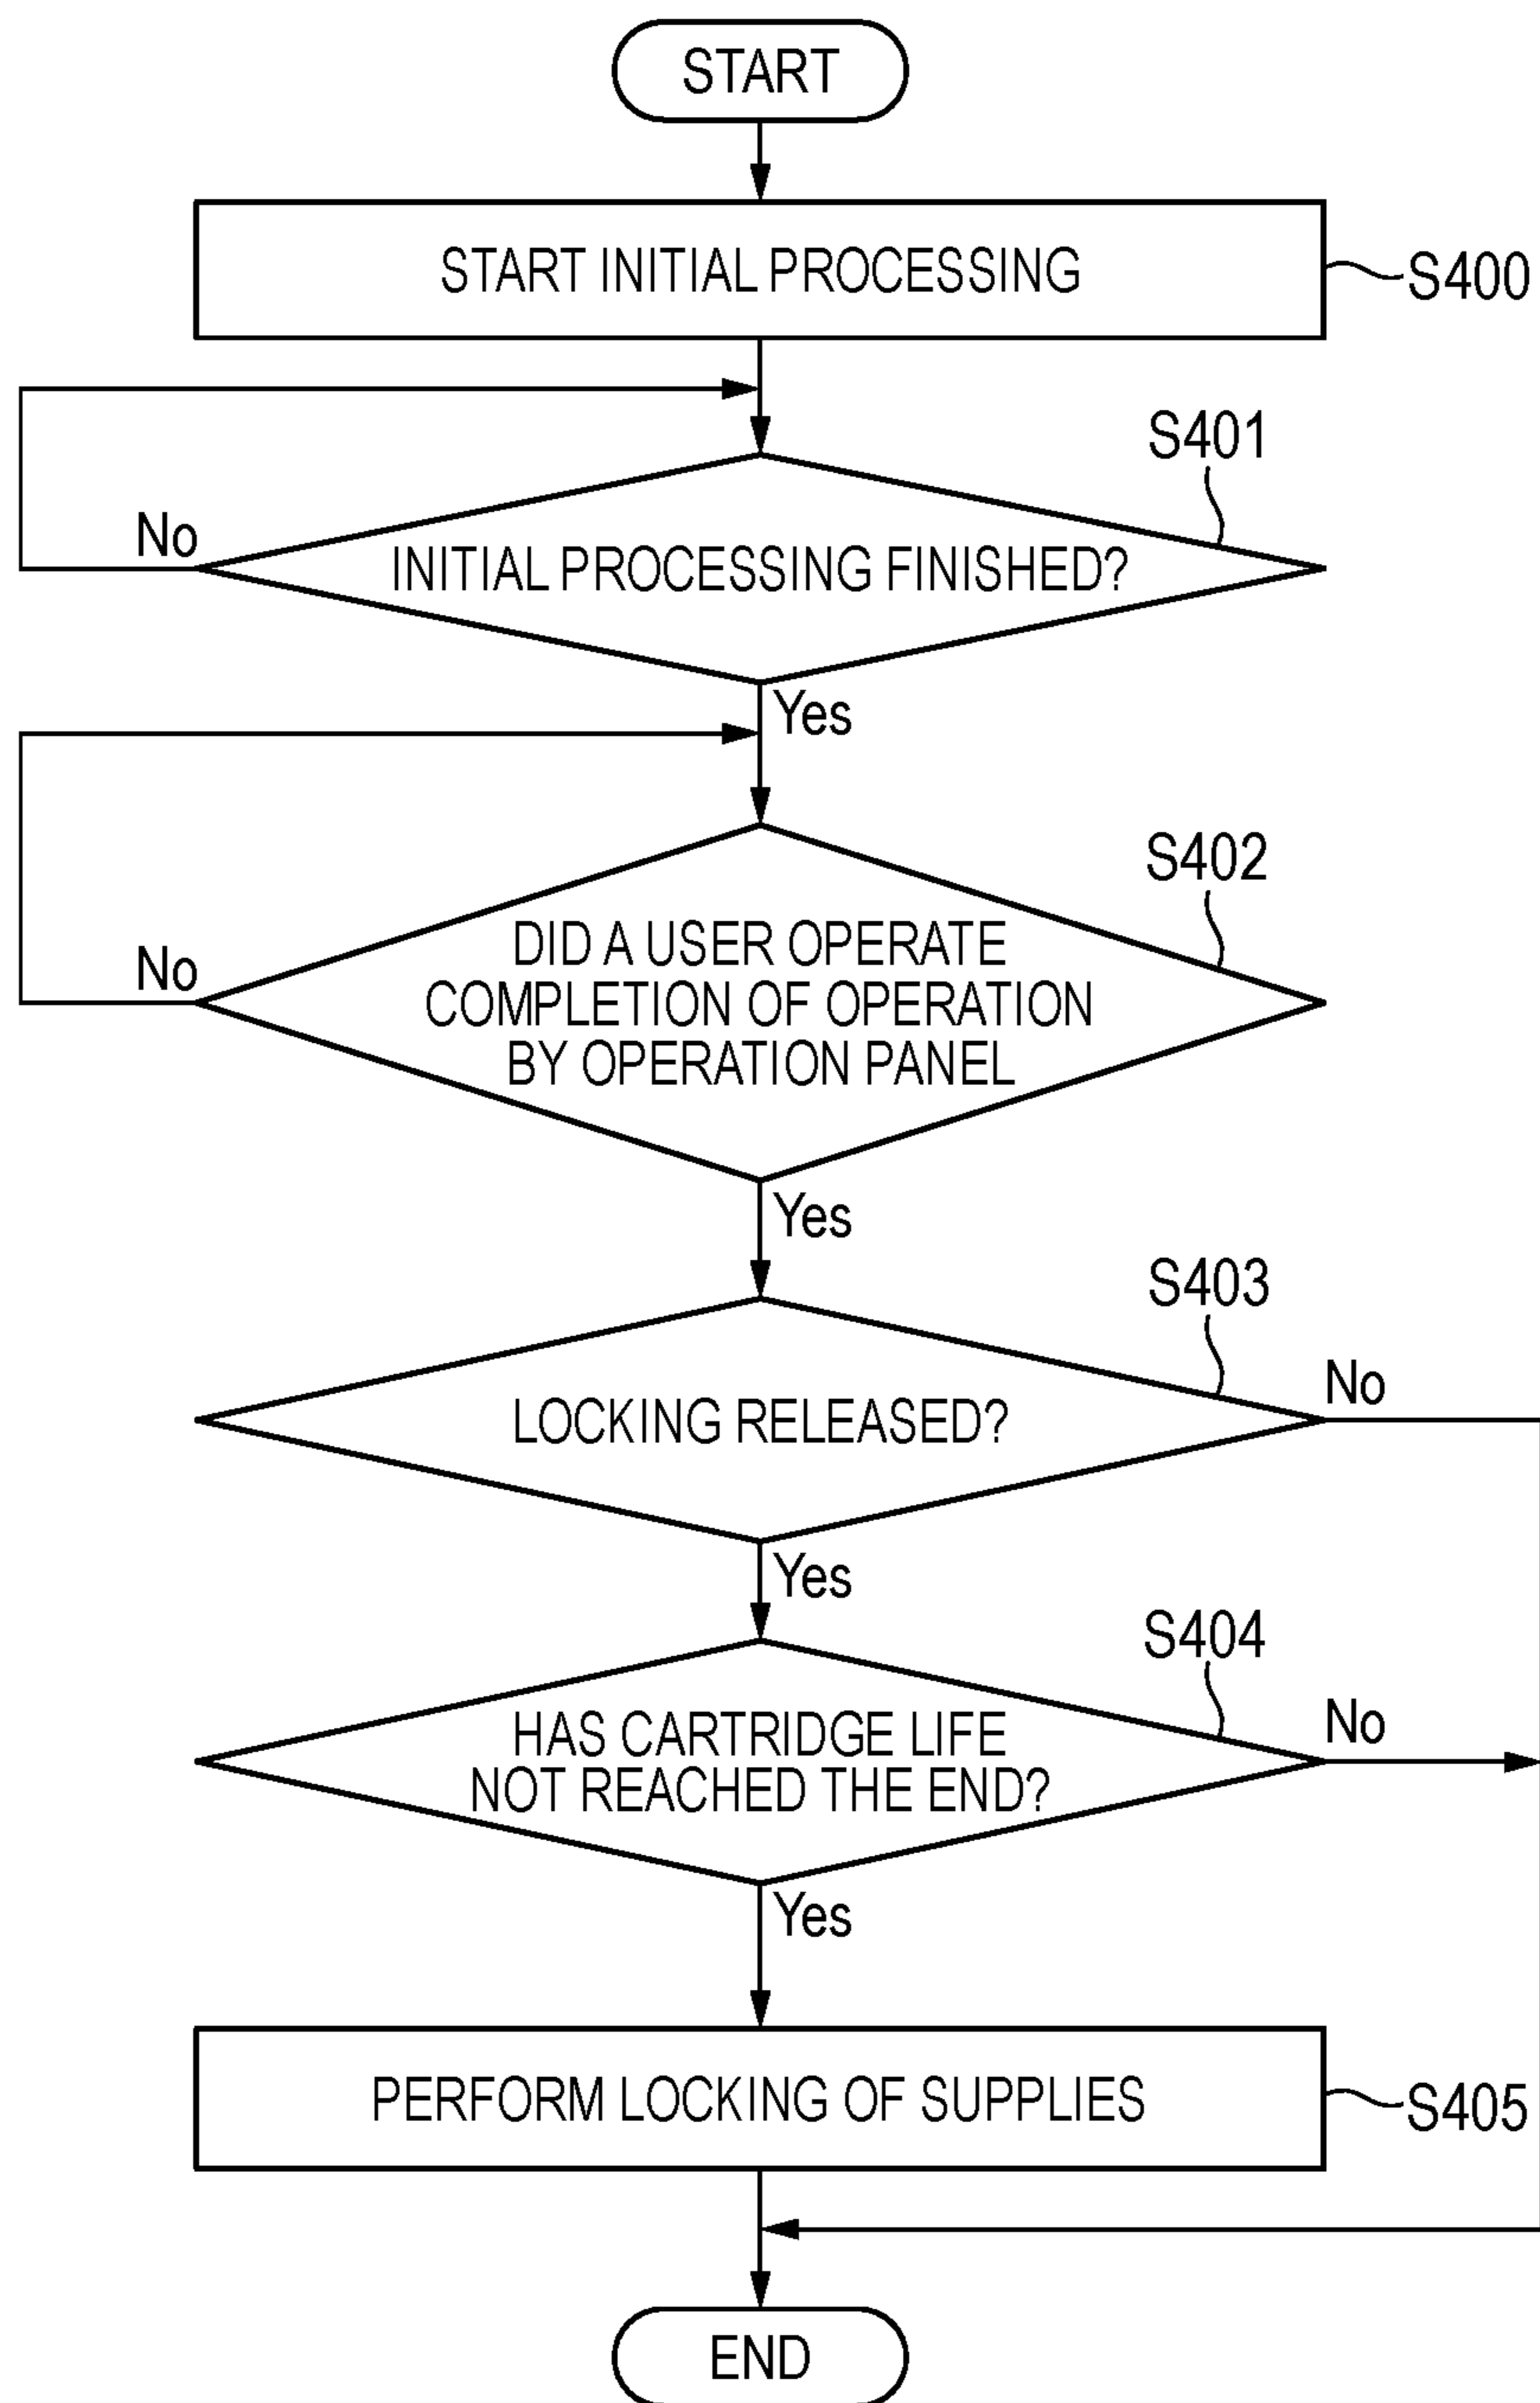 START
START INITIAL PROCESSING
S400
S401
No
INITIAL PROCESSING FINISHED?
Yes
S402
No
DID A USER OPERATE
COMPLETION OF OPERATION
BY OPERATION PANEL
Yes
S403
No
LOCKING RELEASED?
Yes
S404
No
HAS CARTRIDGE LIFE
NOT REACHED THE END?
Yes
PERFORM LOCKING OF SUPPLIES
S405
END